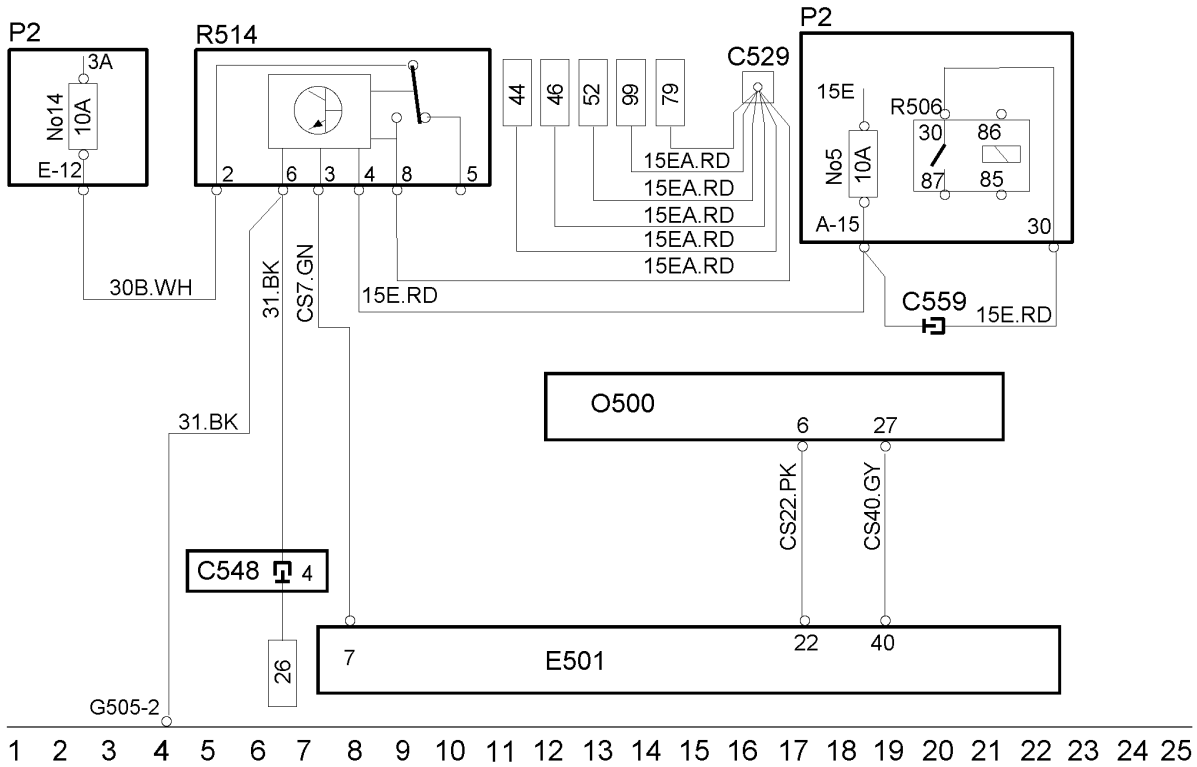 P2
3A
No14
10A
E-12
R514
2
6
3
4
8
5
44
46
52
99
79
C529
15EA.RD
15EA.RD
15EA.RD
15EA.RD
15EA.RD
P2
15E
No5
10A
A-15
R506
30
86
87
85
30
30B.WH
31.BK
CS7.GN
15E.RD
C559
15E.RD
31.BK
O500
6
27
CS22.PK
CS40.GY
C548
4
26
7
E501
22
40
G505-2
1 2 3 4 5 6 7 8 9 10 11 12 13 14 15 16 17 18 19 20 21 22 23 24 25